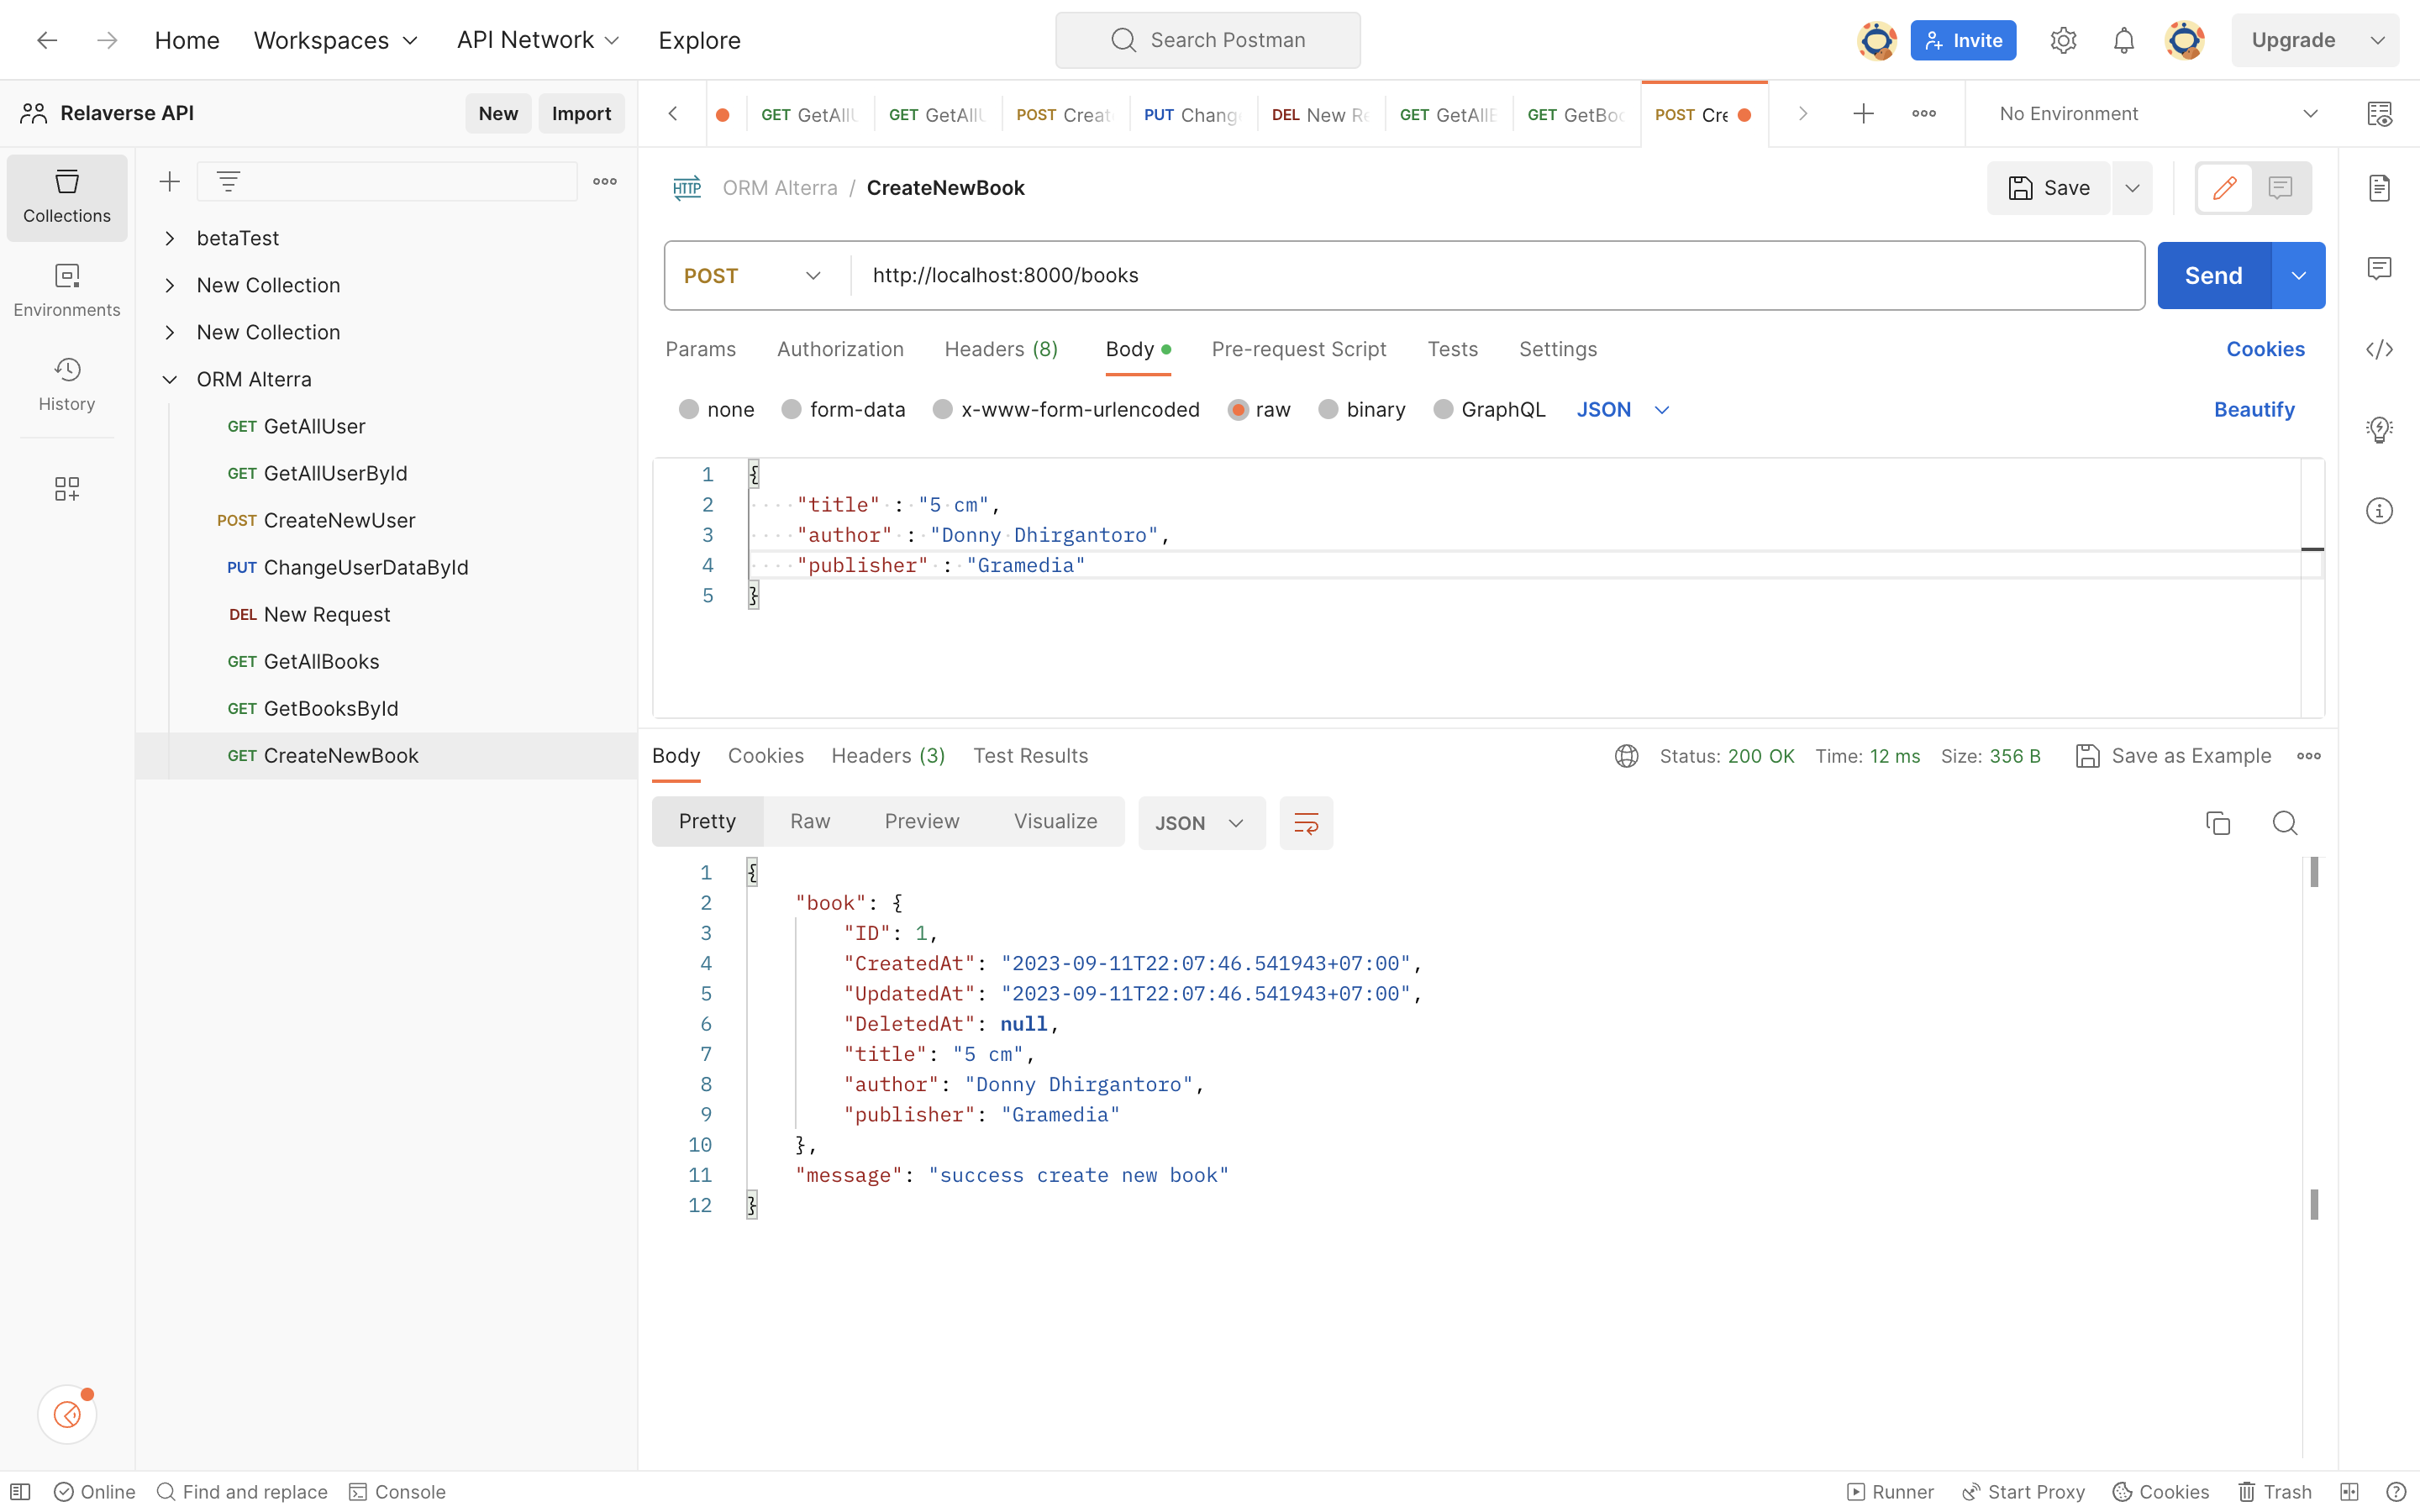 Home Workspaces API Network Explore Search Postman Invite Upgrade
Relaverse API New Import
GET GetAllU GET GetAllU POST Creat PUT Chang DEL New Re GET GetAllB GET GetBoo POST Cre No Environment
Collections
Environments
History
betaTest
New Collection
New Collection
ORM Alterra
GET GetAllUser
GET GetAllUserById
POST CreateNewUser
PUT ChangeUserDataById
DEL New Request
GET GetAllBooks
GET GetBooksById
GET CreateNewBook
HTTP ORM Alterra / CreateNewBook Save
POST http://localhost:8000/books Send
Params Authorization Headers (8) Body Pre-request Script Tests Settings Cookies
none form-data x-www-form-urlencoded raw binary GraphQL JSON Beautify
1 {
2 "title" : "5 cm",
3 "author" : "Donny Dhirgantoro",
4 "publisher" : "Gramedia"
5 }
Body Cookies Headers (3) Test Results Status: 200 OK Time: 12 ms Size: 356 B Save as Example
Pretty Raw Preview Visualize JSON
1 {
2 "book": {
3 "ID": 1,
4 "CreatedAt": "2023-09-11T22:07:46.541943+07:00",
5 "UpdatedAt": "2023-09-11T22:07:46.541943+07:00",
6 "DeletedAt": null,
7 "title": "5 cm",
8 "author": "Donny Dhirgantoro",
9 "publisher": "Gramedia"
10 },
11 "message": "success create new book"
12 }
Online Find and replace Console Runner Start Proxy Cookies Trash